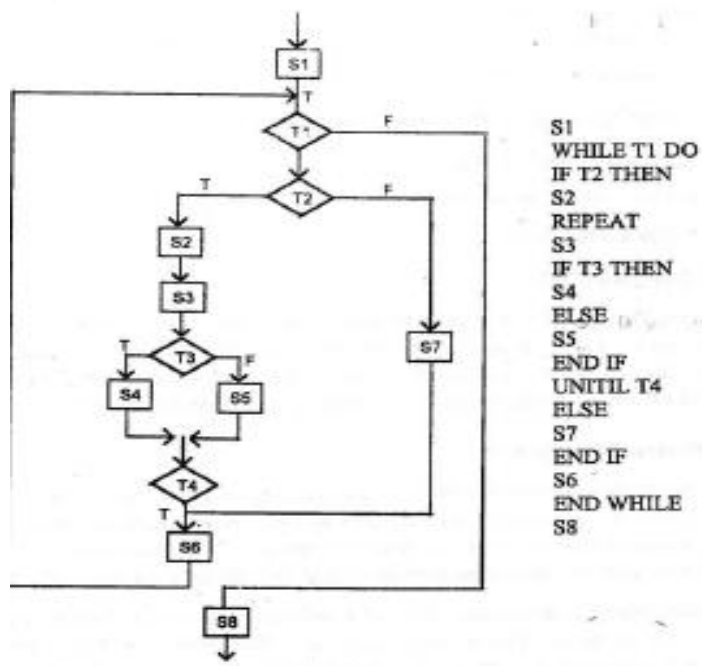 S1
T
T1
F
T2
T
F
S2
S3
T3
T
F
S4
S5
S7
T4
T
S6
S8
S1
WHILE T1 DO
IF T2 THEN
S2
REPEAT
S3
IF T3 THEN
S4
ELSE
S5
END IF
UNITIL T4
ELSE
S7
END IF
S6
END WHILE
S8